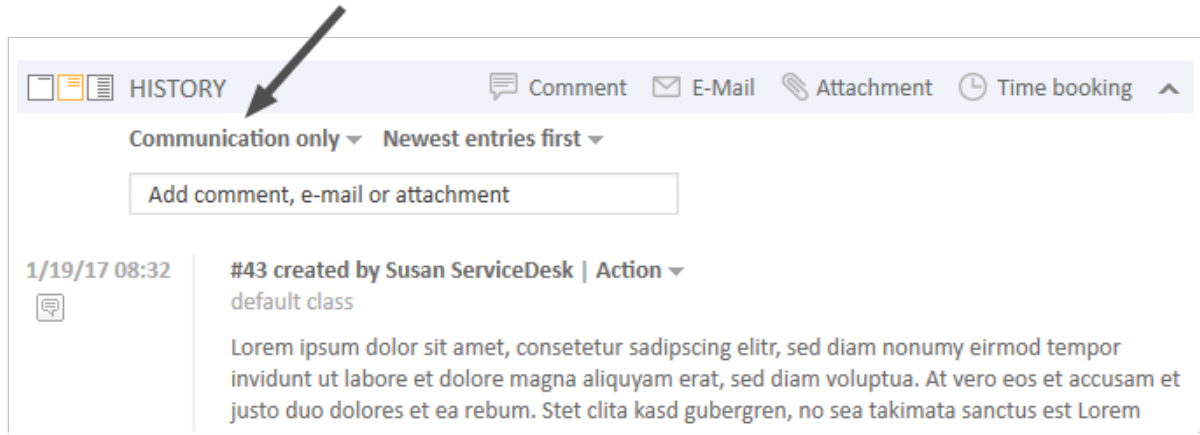 HISTORY Comment E-Mail Attachment Time booking
Communication only Newest entries first
Add comment, e-mail or attachment
1/19/17 08:32 #43 created by Susan ServiceDesk | Action
default class
Lorem ipsum dolor sit amet, consetetur sadipscing elitr, sed diam nonumy eirmod tempor
invidunt ut labore et dolore magna aliquyam erat, sed diam voluptua. At vero eos et accusam et
justo duo dolores et ea rebum. Stet clita kasd gubergren, no sea takimata sanctus est Lorem